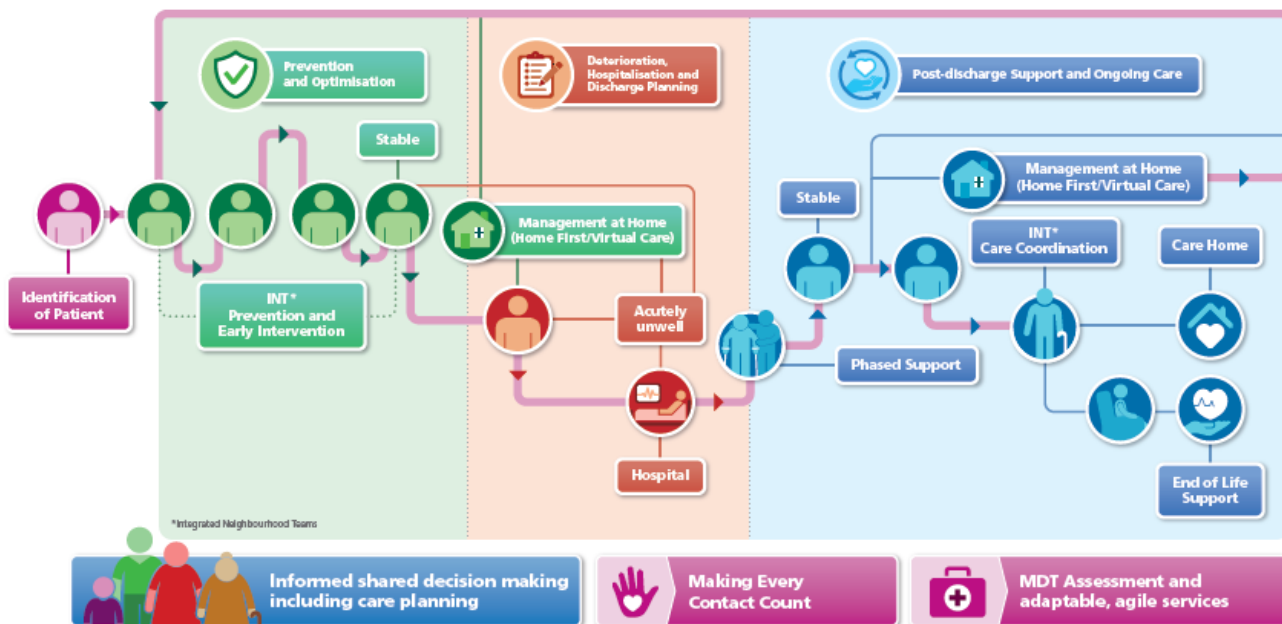 Prevention
and Optimisation
Deterioration,
Hospitalisation and
Discharge Planning
Post-discharge Support and Ongoing Care
Stable
Management at Home
(Home First/Virtual Care)
Stable
INT*
Care Coordination
Care Home
Management at Home
(Home First/Virtual Care)
Identification
of Patient
INT*
Prevention and
Early Intervention
Acutely
unwell
Phased Support
Hospital
End of Life
Support
*Integrated Neighbourhood Teams
Informed shared decision making
including care planning
Making Every
Contact Count
MDT Assessment and
adaptable, agile services